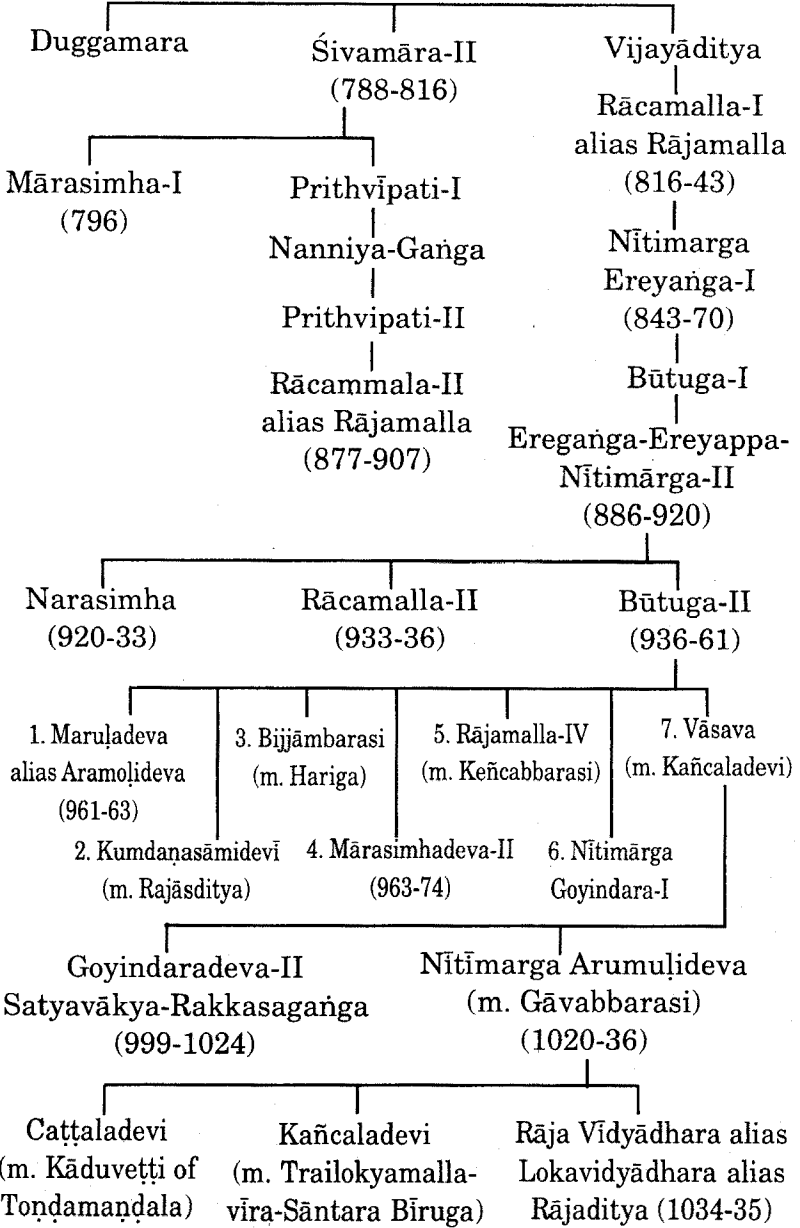 Duggamara
Śivamāra-II
(788-816)
Vijayāditya
Rācamalla-I
alias Rājamalla
(816-43)
Mārasimha-I
(796)
Prithvīpati-I
Nanniya-Gaṅga
Prithvipati-II
Rācammala-II
alias Rājamalla
(877-907)
Nītimarga
Ereyaṅga-I
(843-70)
Būtuga-I
Eregaṅga-Ereyappa-
Nītimārga-II
(886-920)
Narasimha
(920-33)
Rācamalla-II
(933-36)
Būtuga-II
(936-61)
1. Maruḷadeva
alias Aramoḷideva
(961-63)
2. Kumdaṇasāmidevī
(m. Rajāsditya)
3. Bijjāmbarasi
(m. Hariga)
4. Mārasimhadeva-II
(963-74)
5. Rājamalla-IV
(m. Keñcabbarasi)
6. Nītimārga
Goyindara-I
7. Vāsava
(m. Kañcaladevi)
Goyindaradeva-II
Satyavākya-Rakkasagaṅga
(999-1024)
Nītīmarga Arumuḷideva
(m. Gāvabbarasi)
(1020-36)
Caṭṭaladevi
(m. Kāduveṭṭi of
Toṇḍamaṇḍala)
Kañcaladevi
(m. Trailokyamalla-
vīra-Sāntara Bīruga)
Rāja Vīdyādhara alias
Lokavidyādhara alias
Rājaditya (1034-35)